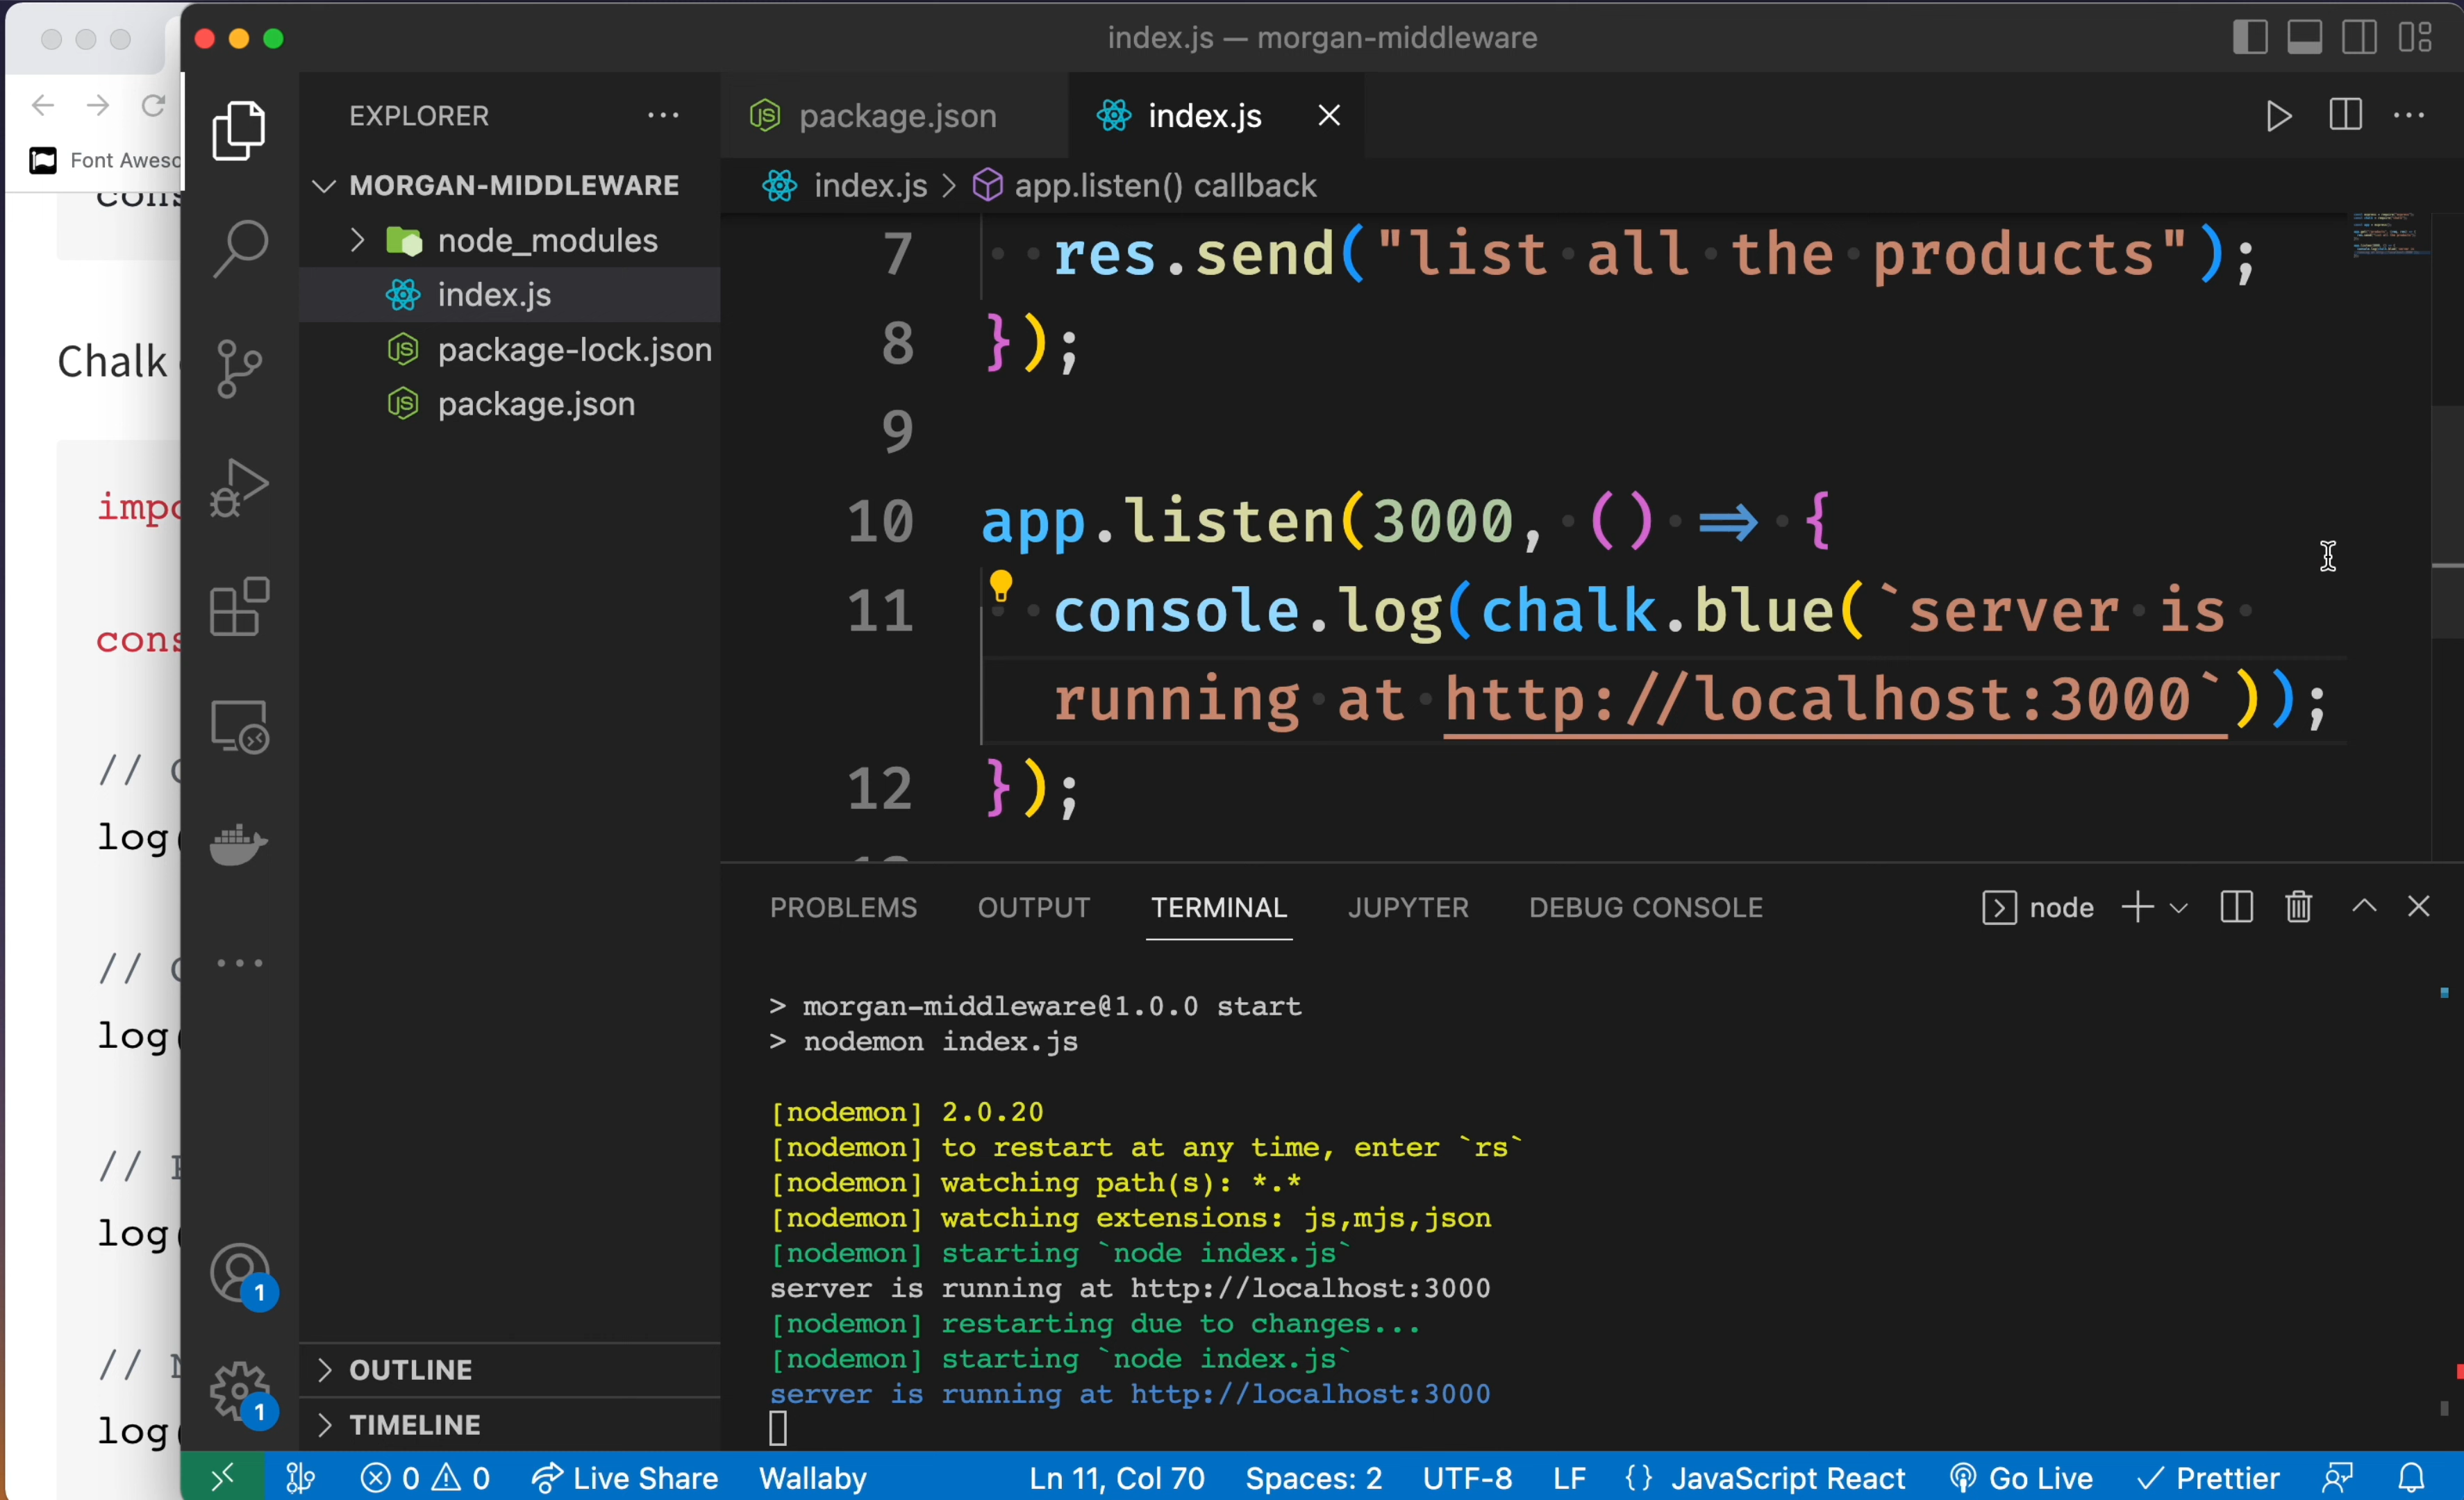 index.js — morgan-middleware
Font Aweso
cons
Chalk
impo
cons
// C
log(
// C
log(
log(
// N
log(
EXPLORER
MORGAN-MIDDLEWARE
node_modules
index.js
package-lock.json
package.json
OUTLINE
TIMELINE
1
1
package.json
index.js
index.js > app.listen() callback
7 res.send("list all the products");
8 });
9
10 app.listen(3000, () => {
11 console.log(chalk.blue(`server is
running at http://localhost:3000`));
12 });
PROBLEMS OUTPUT TERMINAL JUPYTER DEBUG CONSOLE
node
> morgan-middleware@1.0.0 start
> nodemon index.js
[nodemon] 2.0.20
[nodemon] to restart at any time, enter `rs`
[nodemon] watching path(s): *.*
[nodemon] watching extensions: js,mjs,json
[nodemon] starting `node index.js`
server is running at http://localhost:3000
[nodemon] restarting due to changes...
[nodemon] starting `node index.js`
server is running at http://localhost:3000
0 0 Live Share Wallaby Ln 11, Col 70 Spaces: 2 UTF-8 LF {} JavaScript React Go Live Prettier